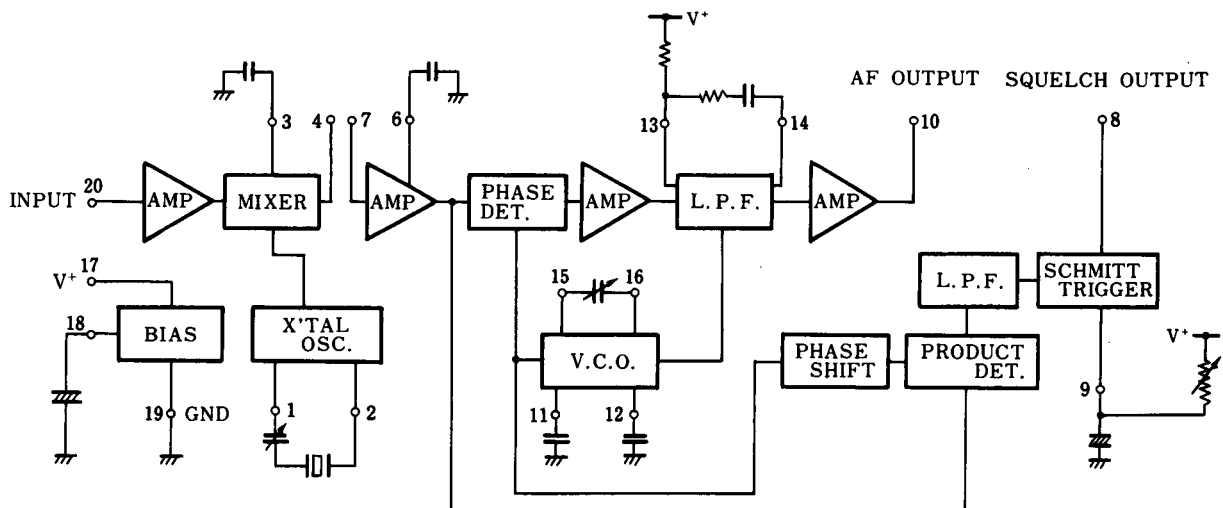 V+
AF OUTPUT
SQUELCH OUTPUT
3
4
7
6
13
14
10
8
INPUT
20
AMP
MIXER
AMP
PHASE
DET.
AMP
L. P. F.
AMP
V+
17
18
BIAS
19
GND
X'TAL
OSC.
1
2
15
16
V.C.O.
11
12
PHASE
SHIFT
L. P. F.
PRODUCT
DET.
SCHMITT
TRIGGER
9
V+